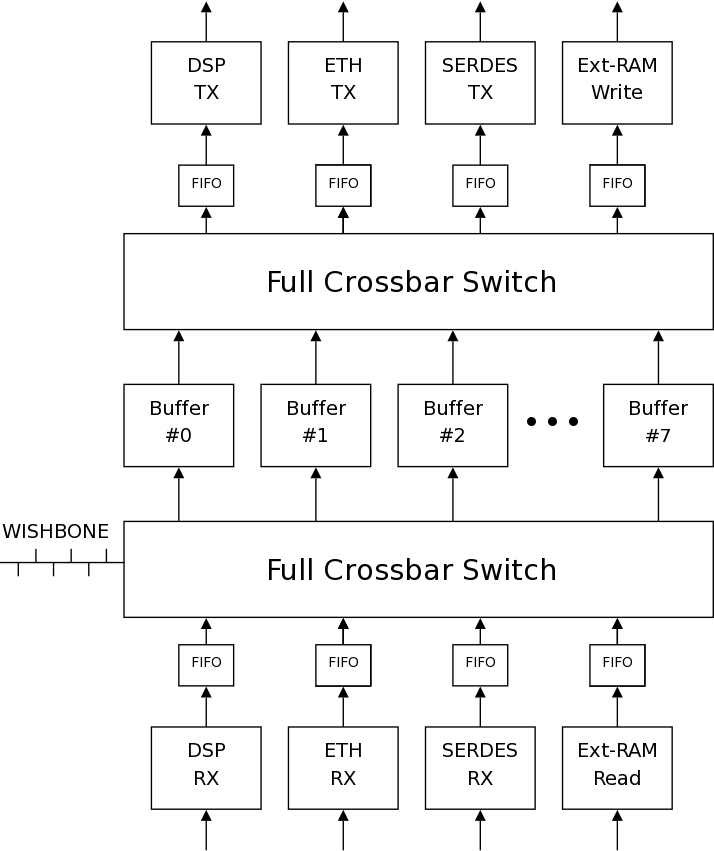 DSP
TX
ETH
TX
SERDES
TX
Ext-RAM
Write
FIFO
FIFO
FIFO
FIFO
Full Crossbar Switch
Buffer
#0
Buffer
#1
Buffer
#2
Buffer
#7
WISHBONE
Full Crossbar Switch
FIFO
FIFO
FIFO
FIFO
DSP
RX
ETH
RX
SERDES
RX
Ext-RAM
Read